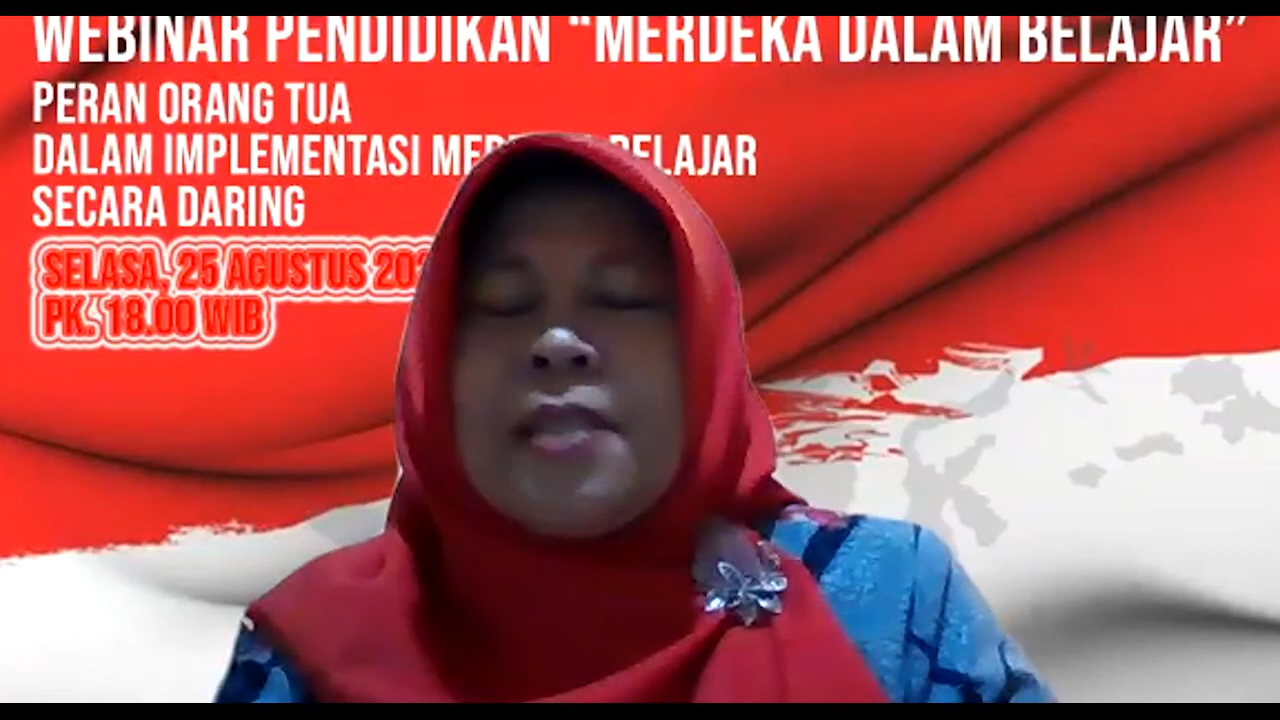 WEBINAR PENDIDIKAN “MERDEKA DALAM BELAJAR”
PERAN ORANG TUA
DALAM IMPLEMENTASI BELAJAR
SECARA DARING
SELASA, 25 AGUSTUS
PK. 18.00 WIB